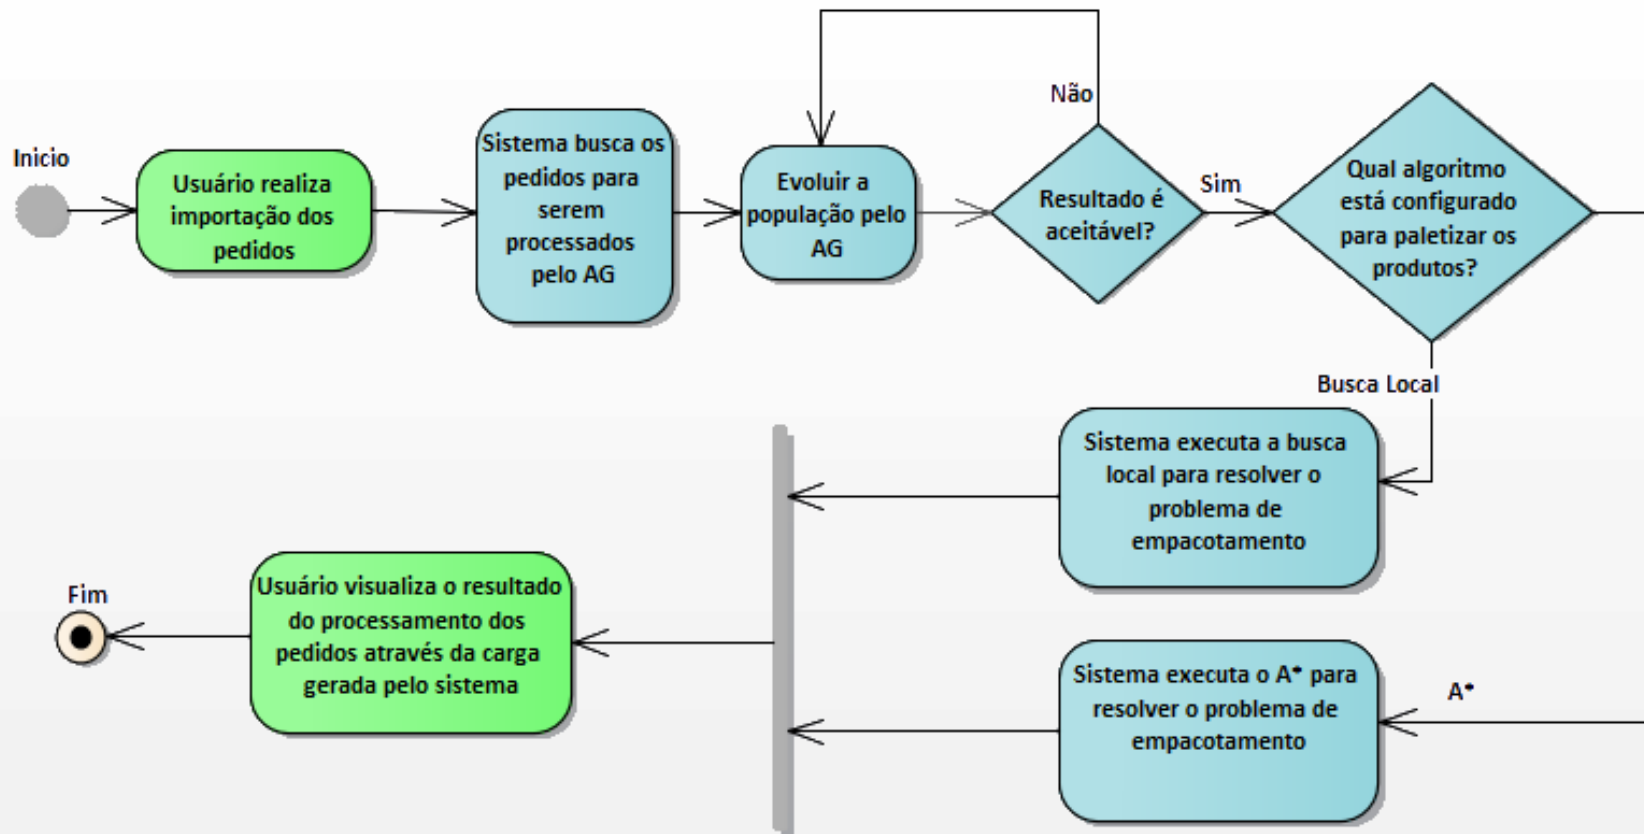 Inicio
Usuário realiza
importação dos
pedidos
Sistema busca os
pedidos para
serem
processados
pelo AG
Evoluir a
população pelo
AG
Não
Resultado é
aceitável?
Sim
Qual algoritmo
está configurado
para paletizar os
produtos?
Busca Local
Sistema executa a busca
local para resolver o
problema de
empacotamento
A*
Sistema executa o A* para
resolver o problema de
empacotamento
Usuário visualiza o resultado
do processamento dos
pedidos através da carga
gerada pelo sistema
Fim